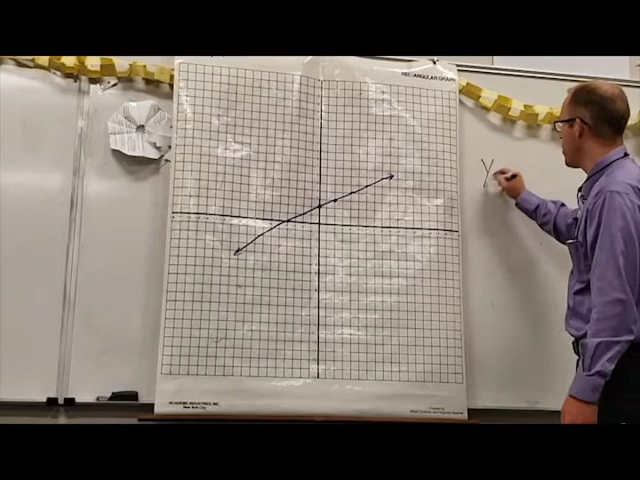 RECTANGULAR GRAPH
Y
ACADEMIC INDUSTRIES, INC.
New York City